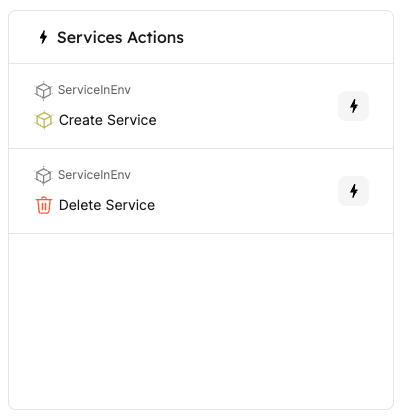 Services Actions
ServiceInEnv
Create Service
ServiceInEnv
Delete Service